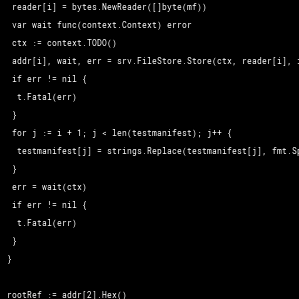 reader[i] = bytes.NewReader([]byte(mf))
var wait func(context.Context) error
ctx := context.TODO()
addr[i], wait, err = srv.FileStore.Store(ctx, reader[i],
if err != nil {
t.Fatal(err)
}
for j := i + 1; j < len(testmanifest); j++ {
testmanifest[j] = strings.Replace(testmanifest[j], fmt.Sp
}
err = wait(ctx)
if err != nil {
t.Fatal(err)
}
}
rootRef := addr[2].Hex()